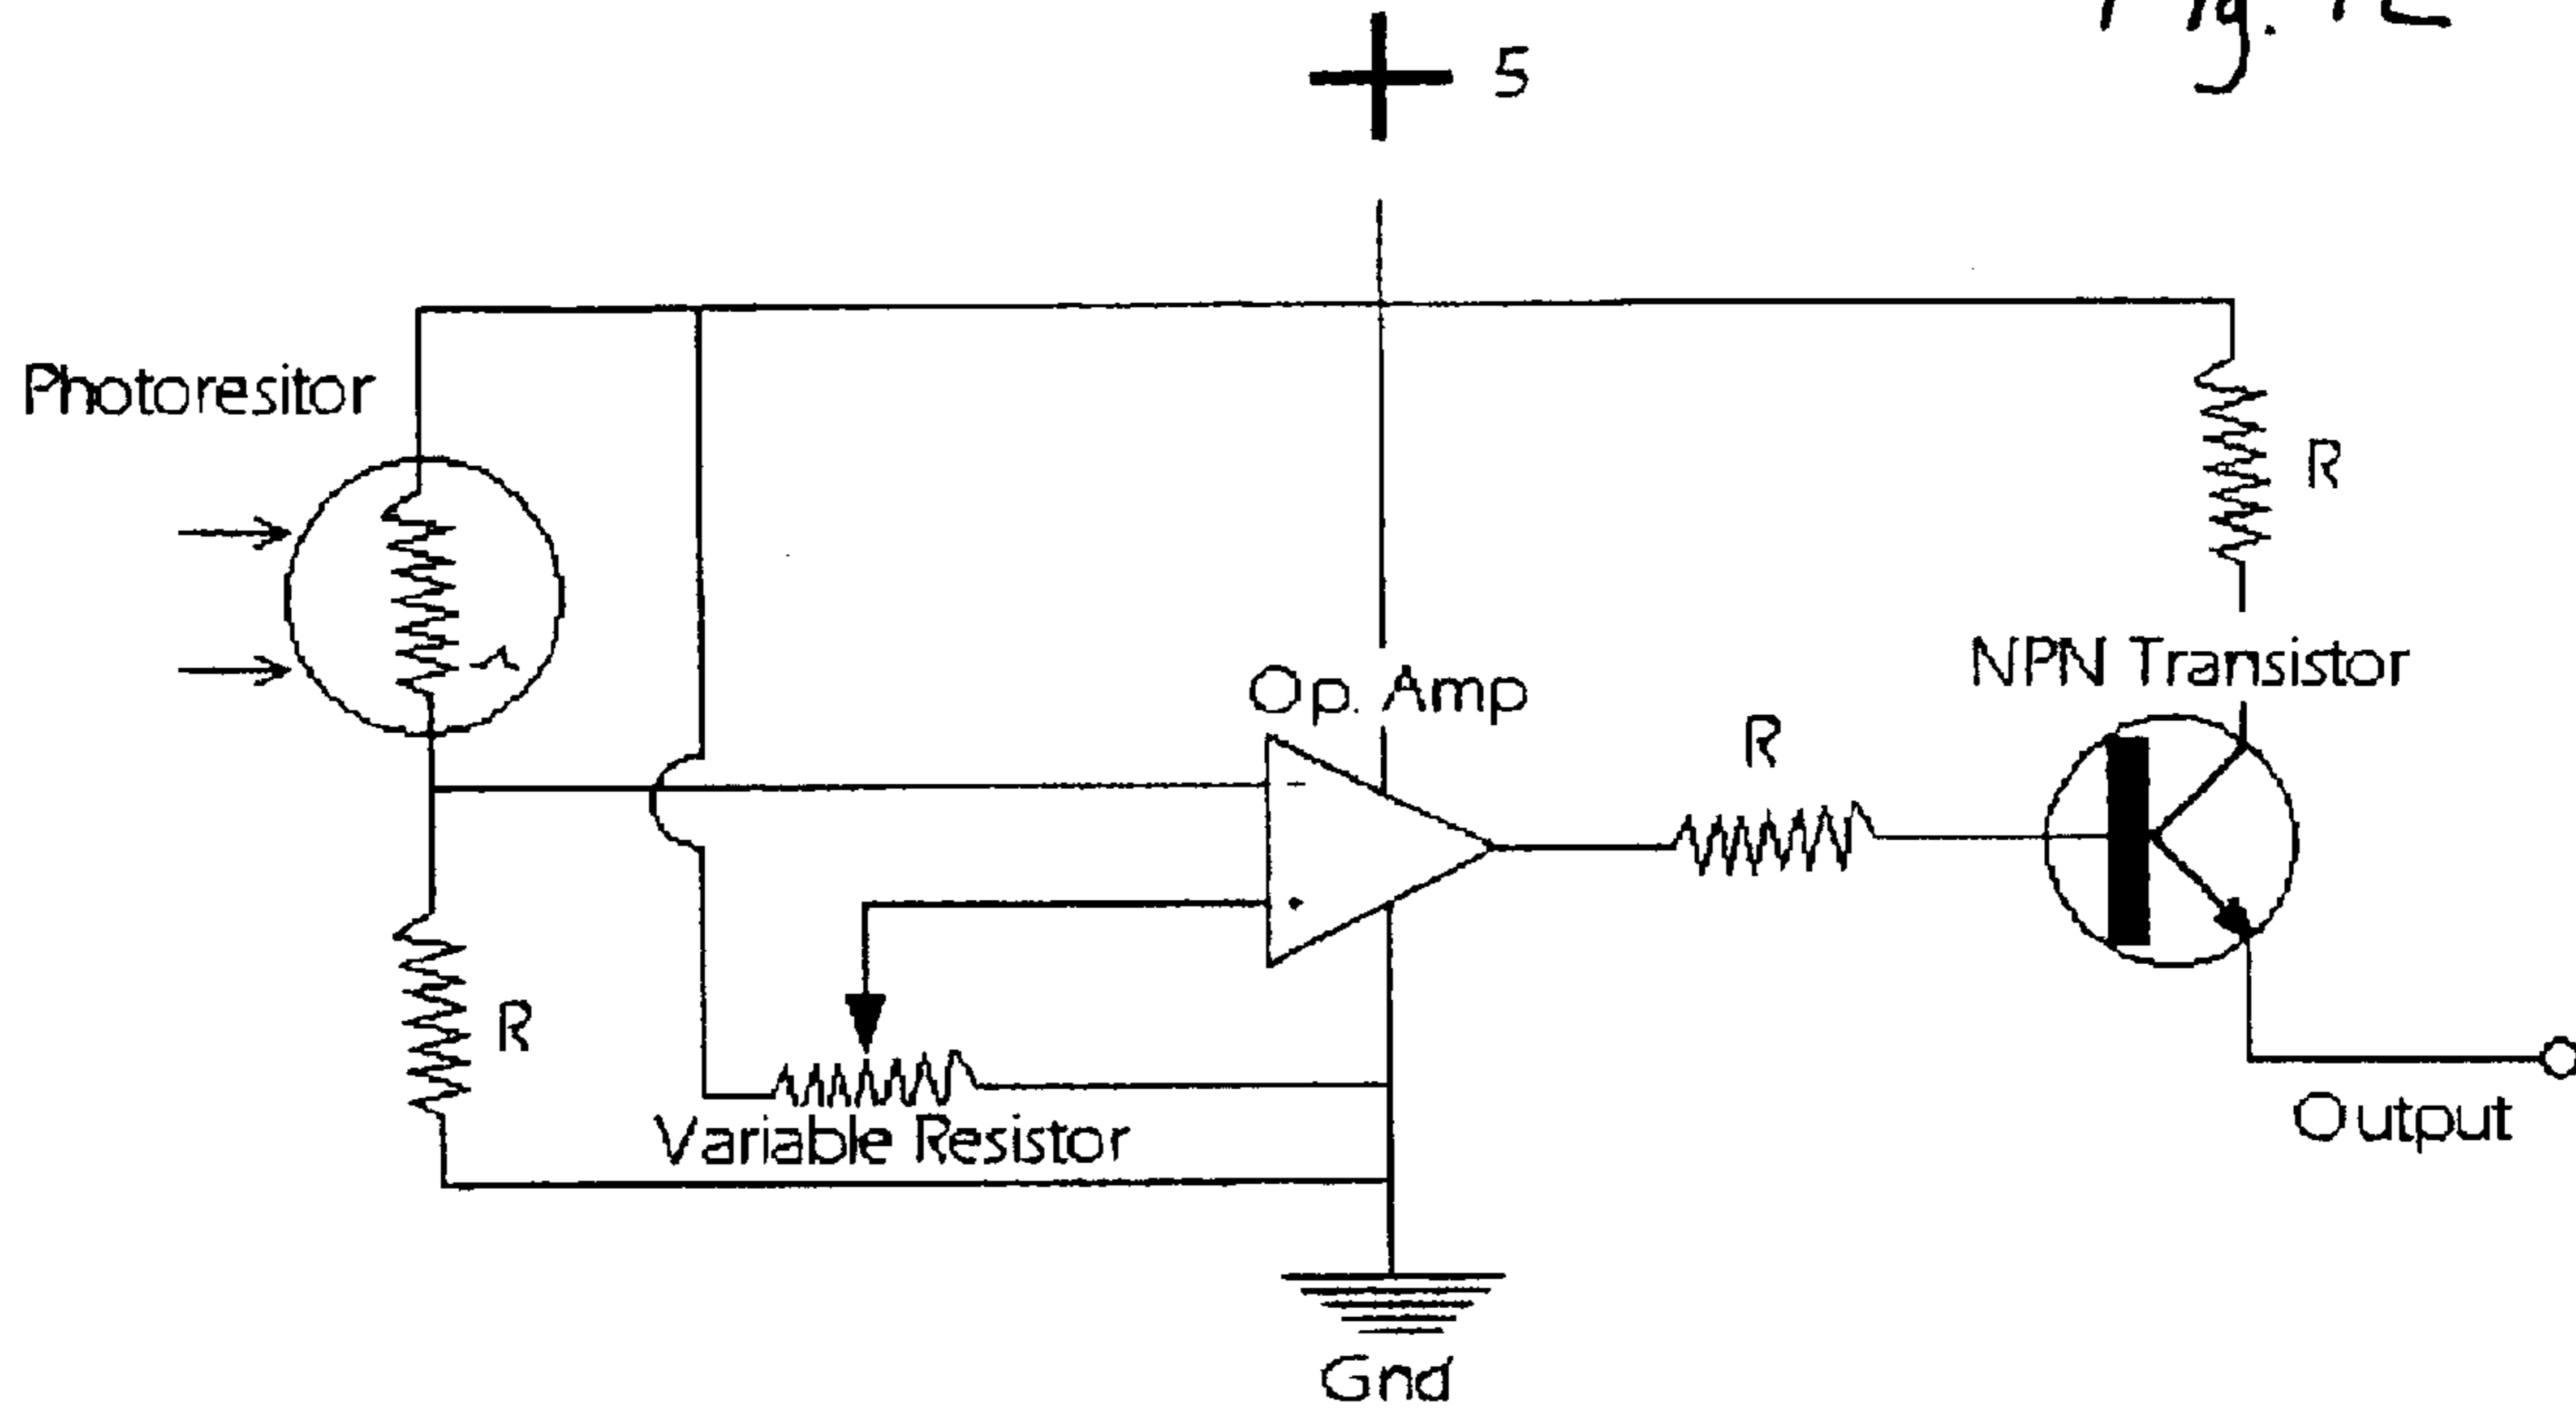 + 5
Photoresitor
R
Op. Amp
NPN Transistor
R
-
+
R
Variable Resistor
Output
Gnd